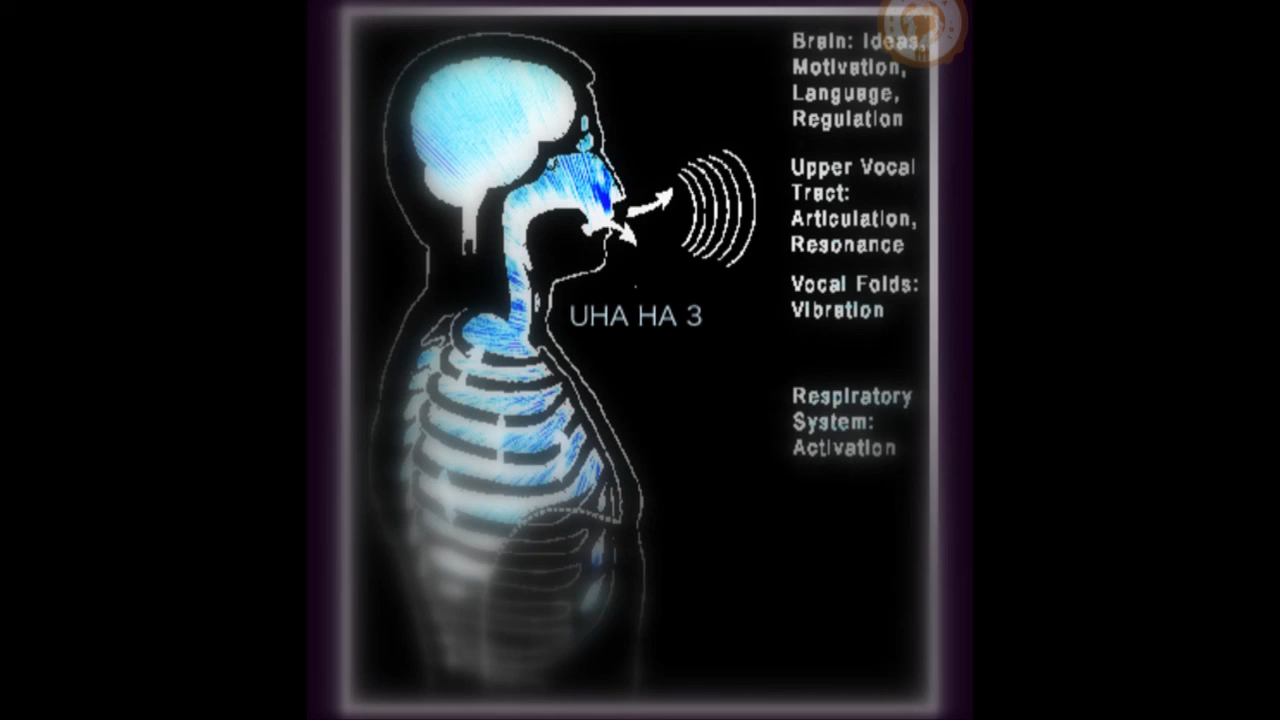 Brain: Ideas,
Motivation,
Language,
Regulation
Upper Vocal
Tract:
Articulation,
Resonance
Vocal Folds:
Vibration
UHA HA 3
Respiratory
System:
Activation